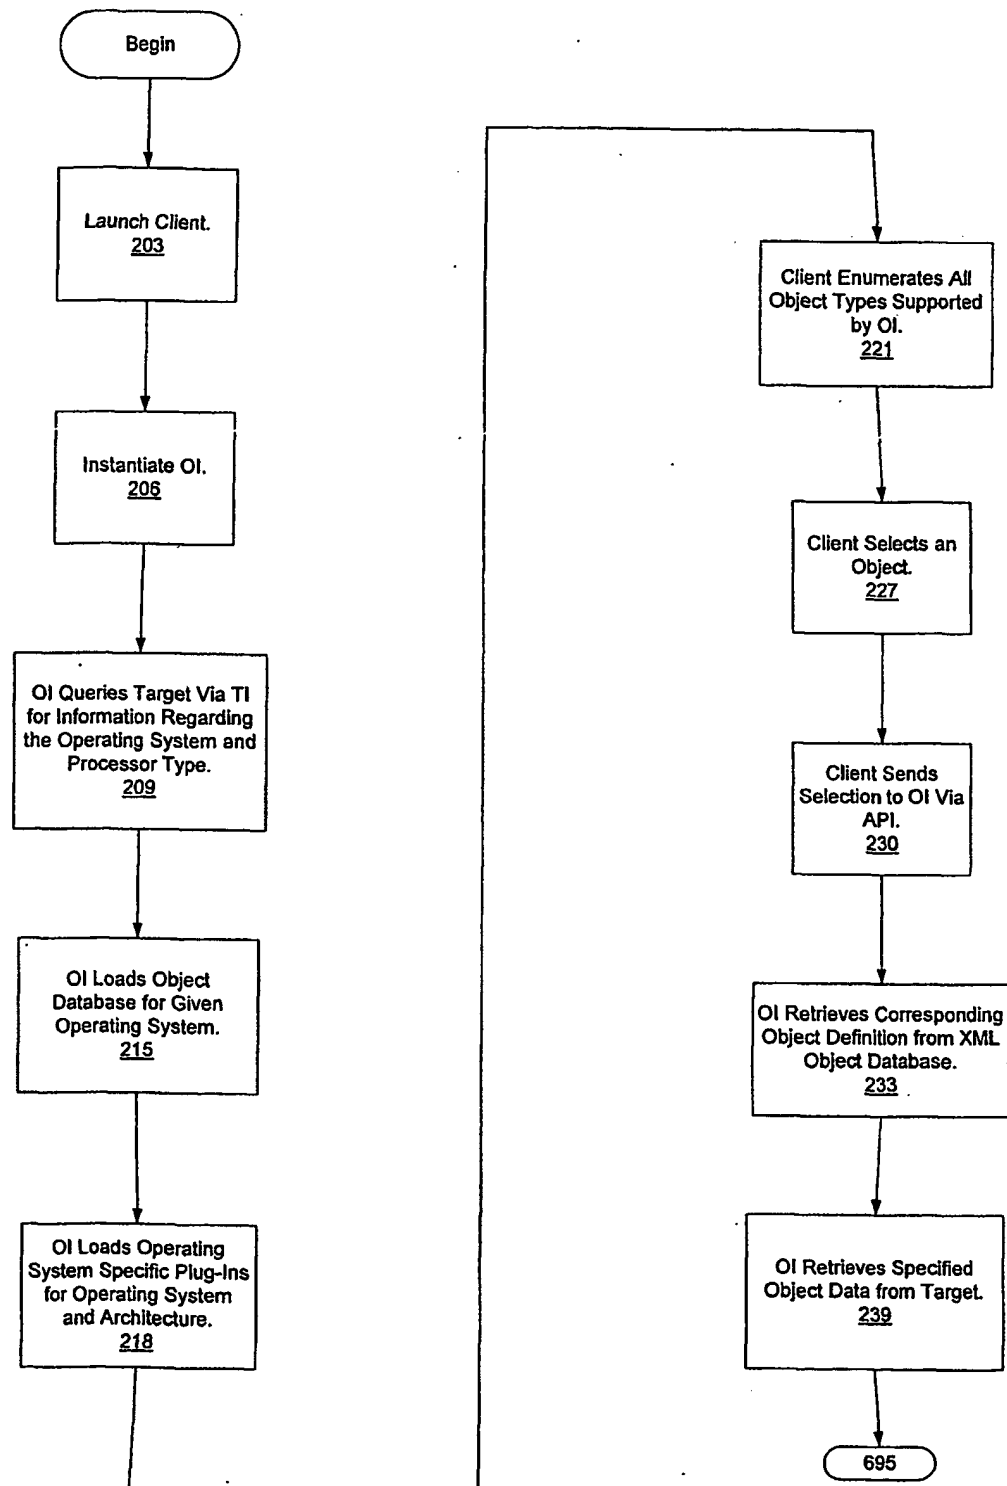 Begin
Launch Client.
203
Instantiate OI.
206
OI Queries Target Via TI
for Information Regarding
the Operating System and
Processor Type.
209
OI Loads Object
Database for Given
Operating System.
215
OI Loads Operating
System Specific Plug-Ins
for Operating System
and Architecture.
218
Client Enumerates All
Object Types Supported
by OI.
221
Client Selects an
Object.
227
Client Sends
Selection to OI Via
API.
230
OI Retrieves Corresponding
Object Definition from XML
Object Database.
233
OI Retrieves Specified
Object Data from Target.
239
695